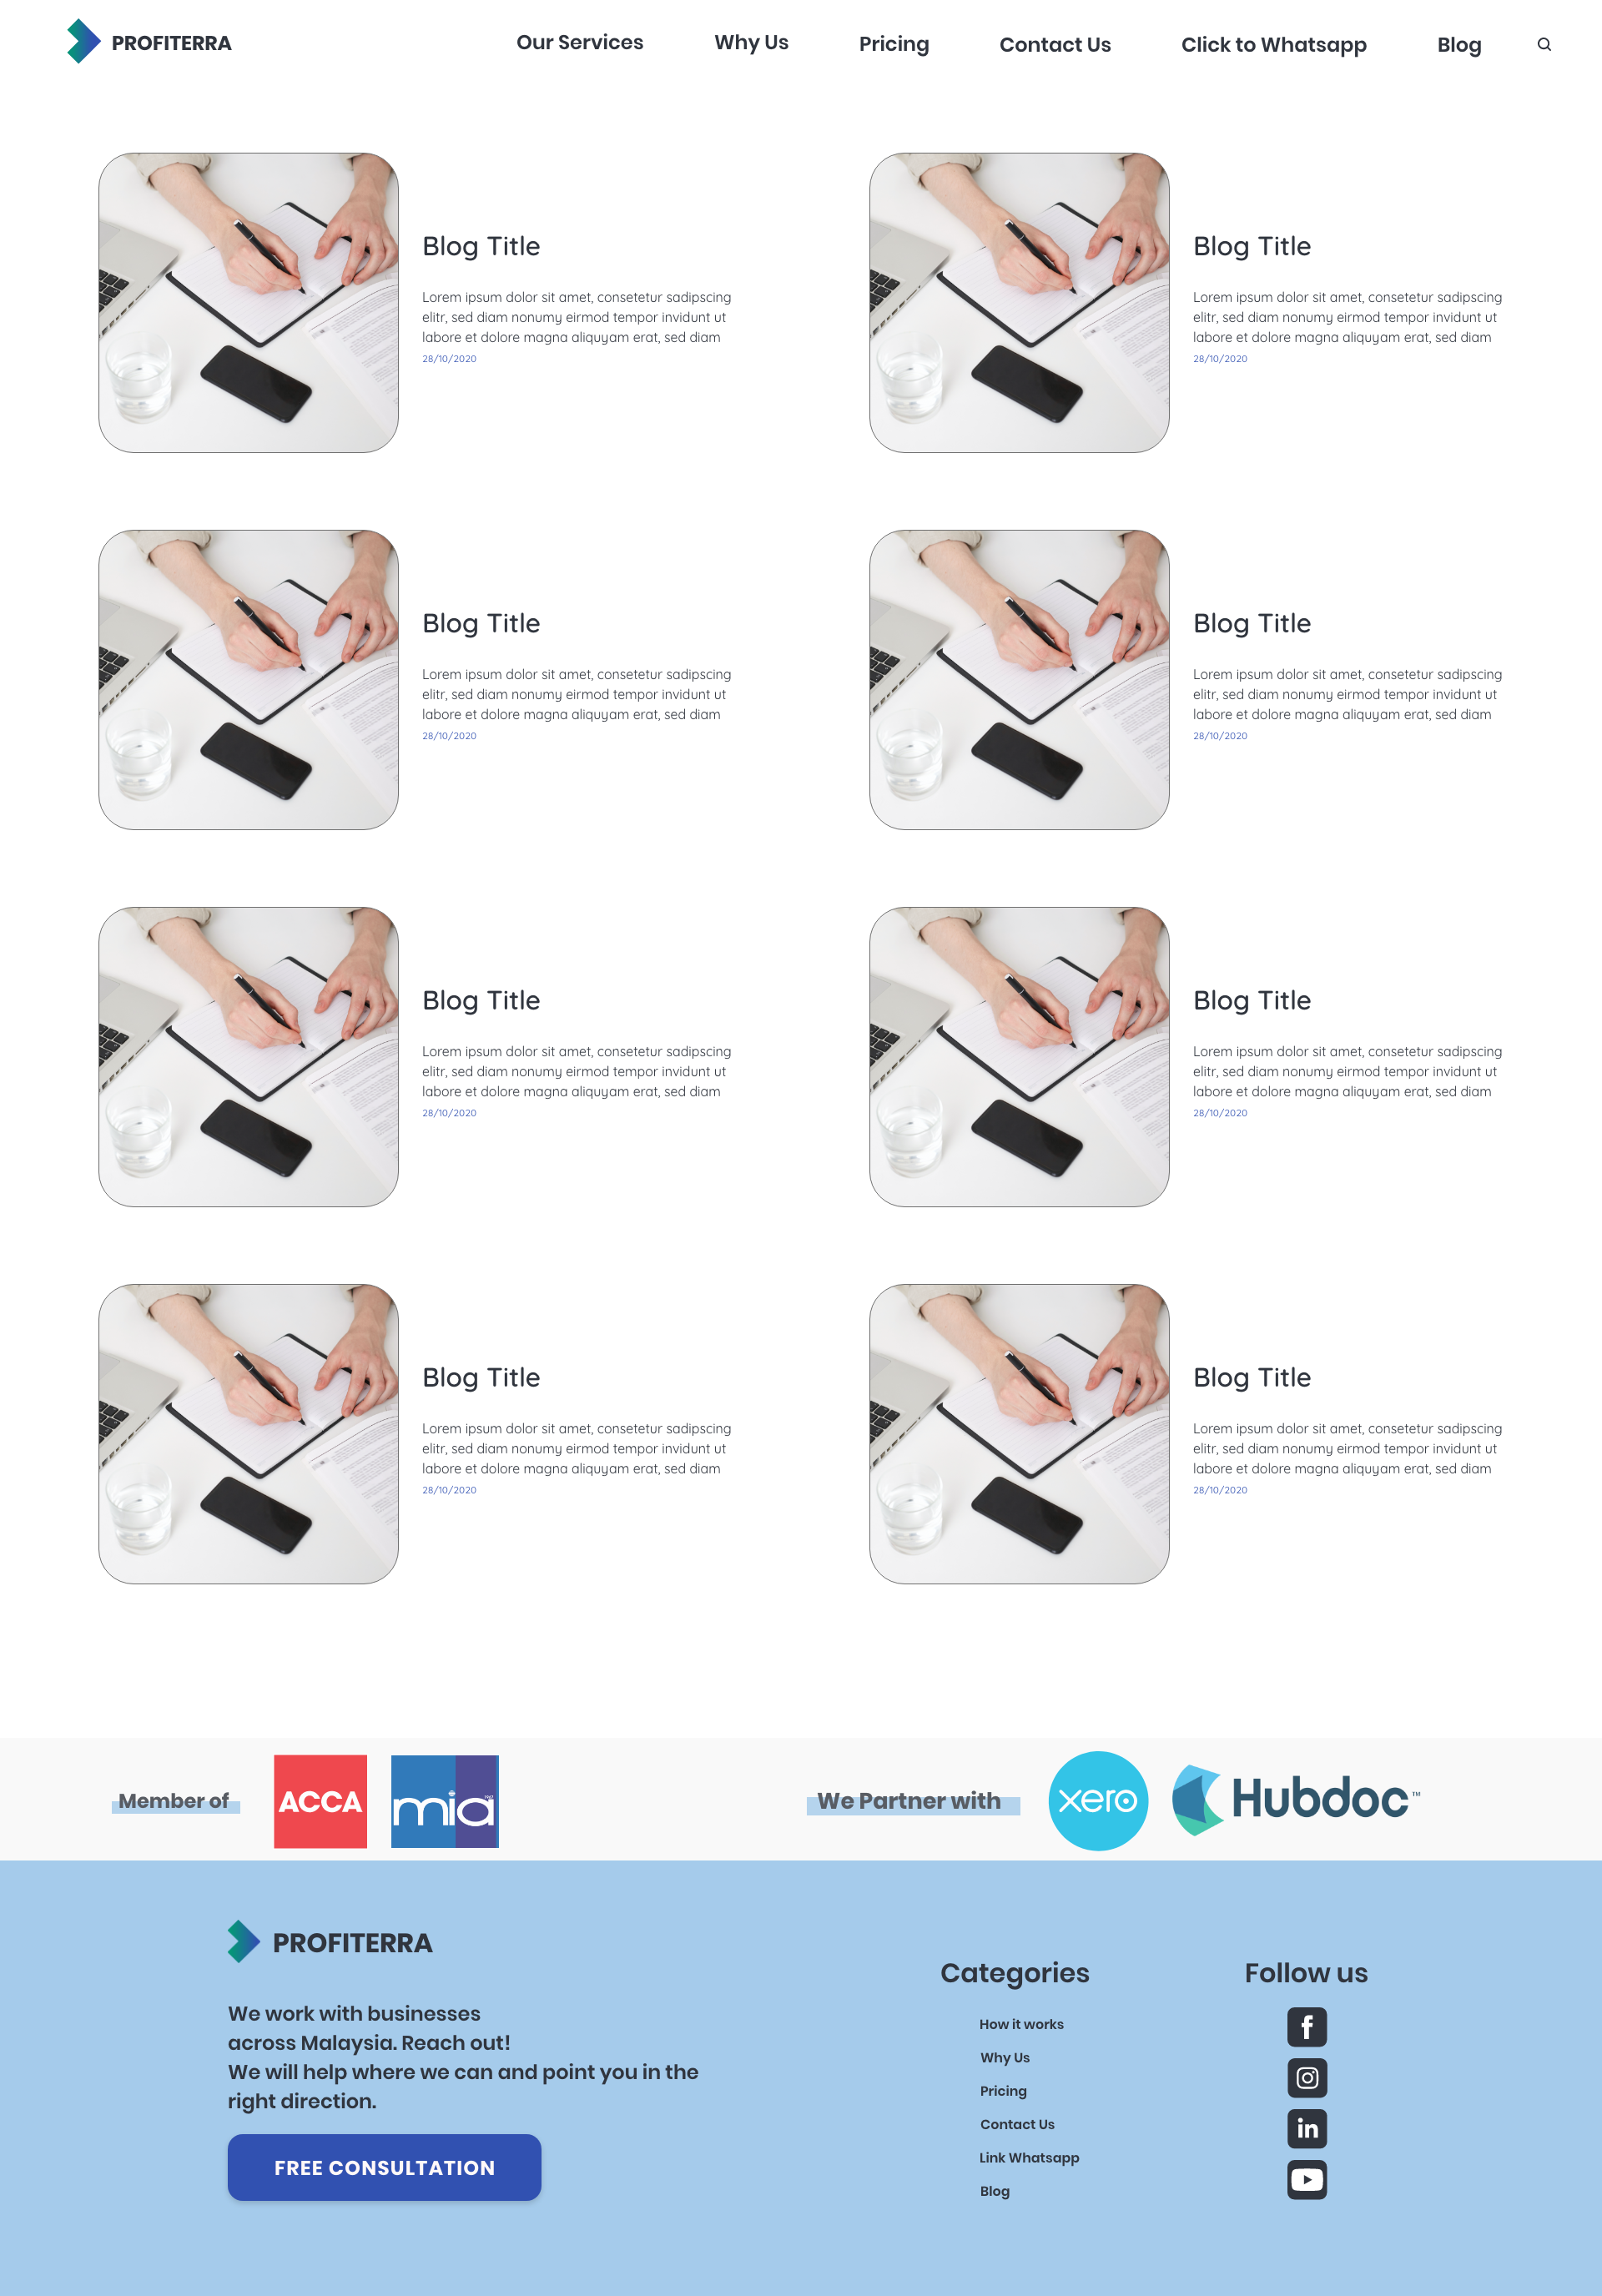 PROFITERRA
Our Services
Why Us
Pricing
Contact Us
Click to Whatsapp
Blog
Blog Title
Lorem ipsum dolor sit amet, consetetur sadipscing
elitr, sed diam nonumy eirmod tempor invidunt ut
labore et dolore magna aliquyam erat, sed diam
28/10/2020
Blog Title
Lorem ipsum dolor sit amet, consetetur sadipscing
elitr, sed diam nonumy eirmod tempor invidunt ut
labore et dolore magna aliquyam erat, sed diam
28/10/2020
Blog Title
Lorem ipsum dolor sit amet, consetetur sadipscing
elitr, sed diam nonumy eirmod tempor invidunt ut
labore et dolore magna aliquyam erat, sed diam
28/10/2020
Blog Title
Lorem ipsum dolor sit amet, consetetur sadipscing
elitr, sed diam nonumy eirmod tempor invidunt ut
labore et dolore magna aliquyam erat, sed diam
28/10/2020
Blog Title
Lorem ipsum dolor sit amet, consetetur sadipscing
elitr, sed diam nonumy eirmod tempor invidunt ut
labore et dolore magna aliquyam erat, sed diam
28/10/2020
Blog Title
Lorem ipsum dolor sit amet, consetetur sadipscing
elitr, sed diam nonumy eirmod tempor invidunt ut
labore et dolore magna aliquyam erat, sed diam
28/10/2020
Blog Title
Lorem ipsum dolor sit amet, consetetur sadipscing
elitr, sed diam nonumy eirmod tempor invidunt ut
labore et dolore magna aliquyam erat, sed diam
28/10/2020
Blog Title
Lorem ipsum dolor sit amet, consetetur sadipscing
elitr, sed diam nonumy eirmod tempor invidunt ut
labore et dolore magna aliquyam erat, sed diam
28/10/2020
Member of
ACCA
mia
We Partner with
xero
Hubdoc™
PROFITERRA
We work with businesses
across Malaysia. Reach out!
We will help where we can and point you in the
right direction.
FREE CONSULTATION
Categories
How it works
Why Us
Pricing
Contact Us
Link Whatsapp
Blog
Follow us
f
in